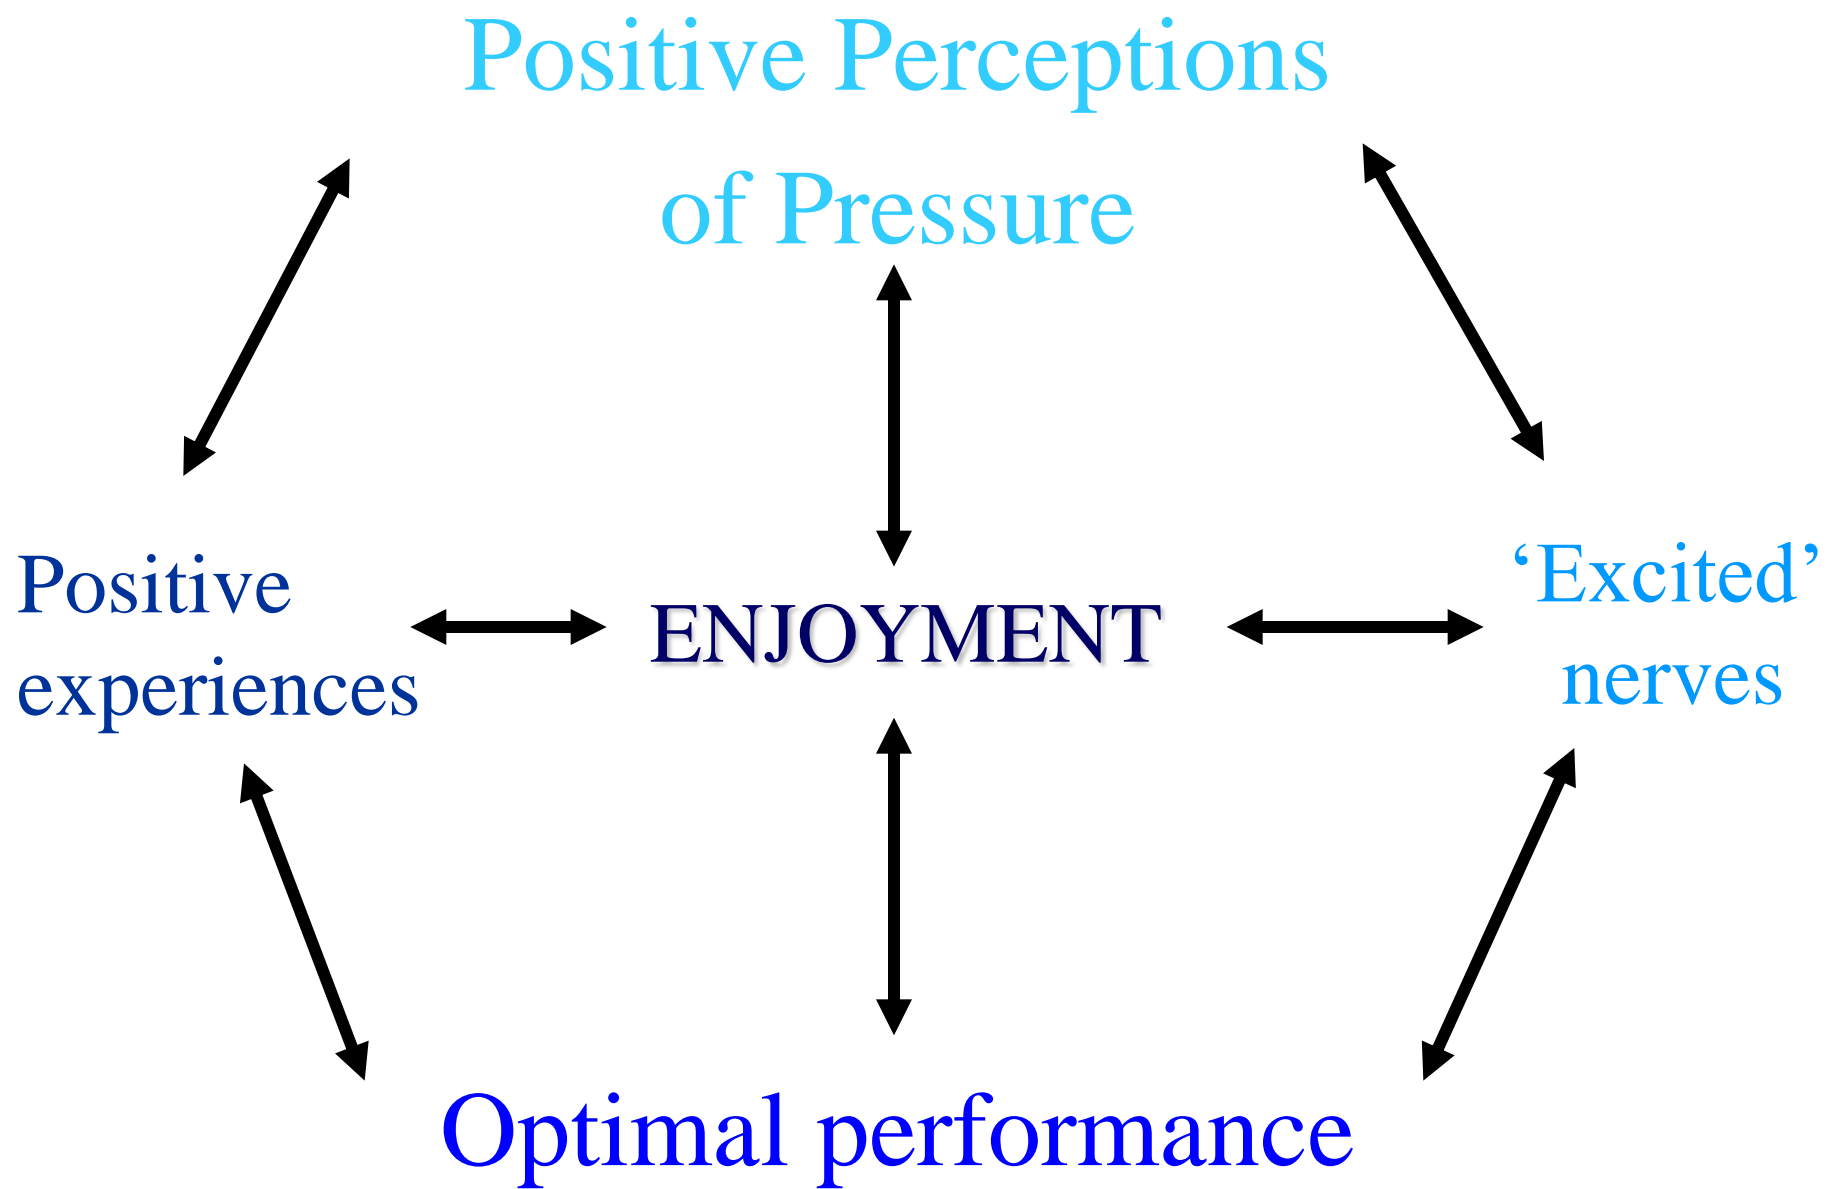 Positive Perceptions
of Pressure
Positive
experiences
ENJOYMENT
‘Excited’
nerves
Optimal performance